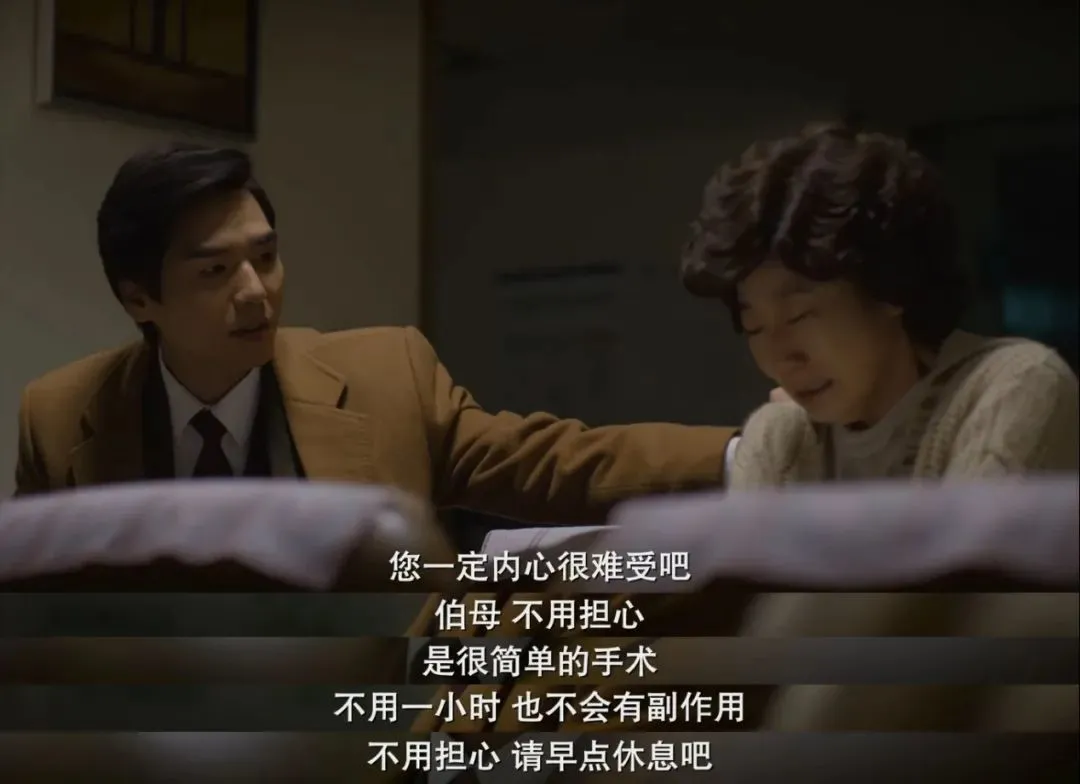 您一定内心很难受吧
伯母 不用担心
是很简单的手术
不用一小时 也不会有副作用
不用担心 请早点休息吧